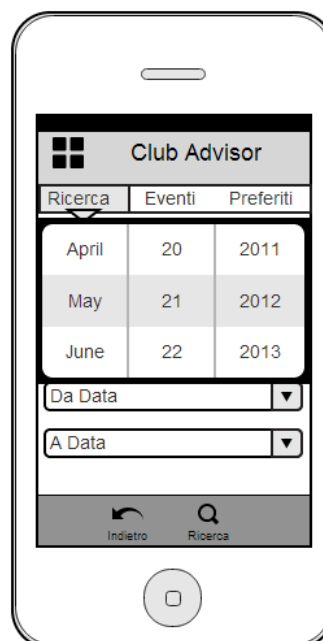 Club Advisor
Ricerca Eventi Preferiti
April 20 2011
May 21 2012
June 22 2013
Da Data
A Data
Indietro Ricerca